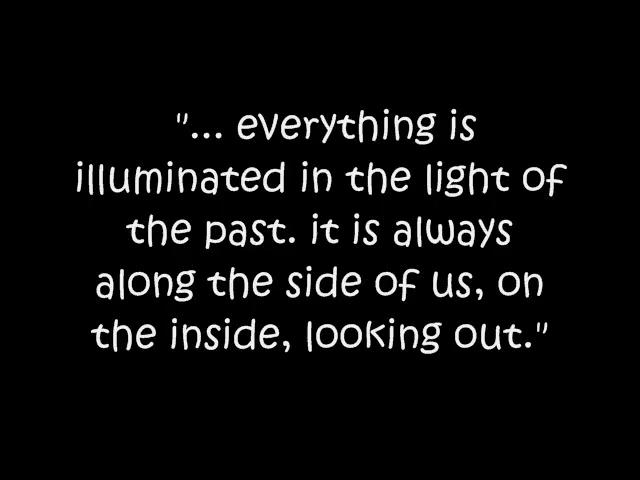 "... everything is
illuminated in the light of
the past. it is always
along the side of us, on
the inside, looking out."